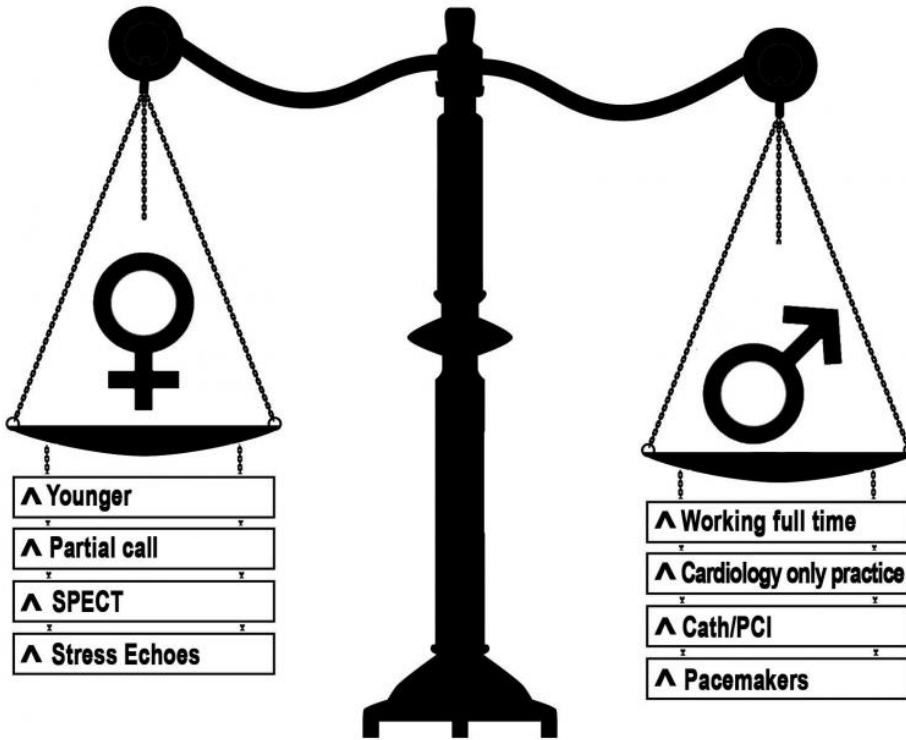 ^ Younger
^ Partial call
^ SPECT
^ Stress Echoes
^ Working full time
^ Cardiology only practice
^ Cath/PCI
^ Pacemakers